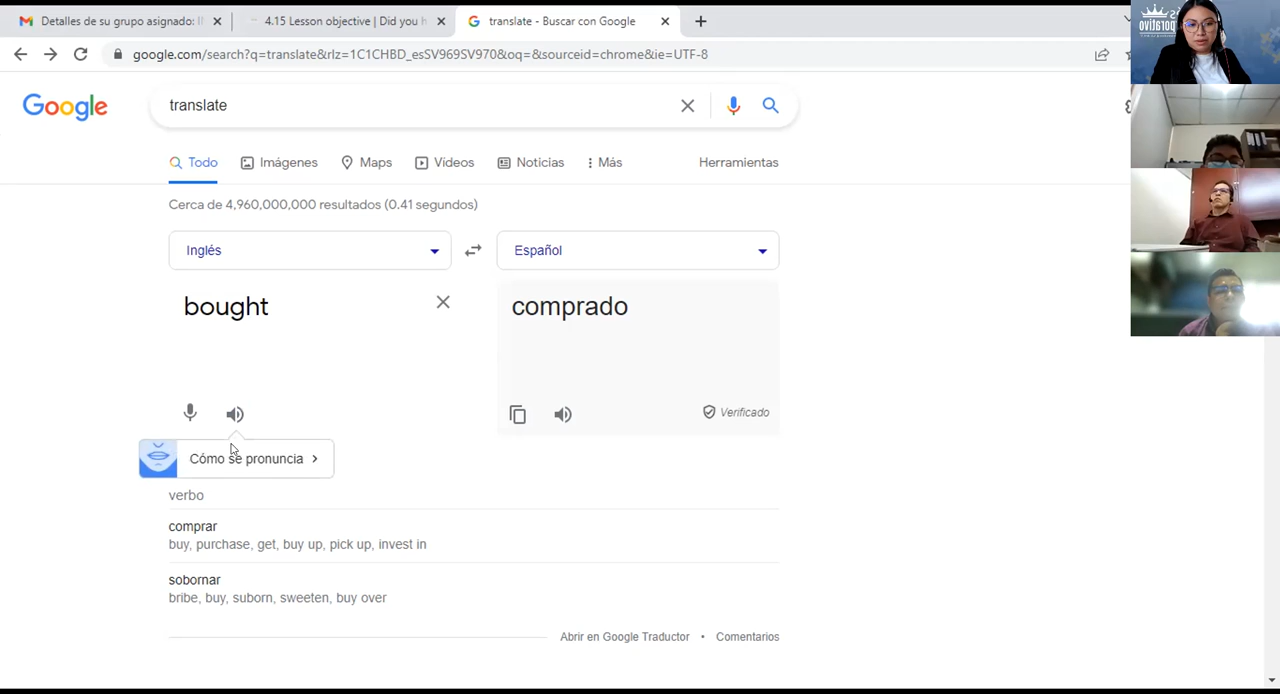 Detalles de su grupo asignado: I
4.15 Lesson objective | Did you h
translate - Buscar con Google
google.com/search?q=translate&rlz=1C1CHBD_esSV969SV970&oq=&sourceid=chrome&ie=UTF-8
Google
translate
Todo
Imágenes
Maps
Vídeos
Noticias
Más
Herramientas
Cerca de 4,960,000,000 resultados (0.41 segundos)
Inglés
Español
bought
comprado
Verificado
Cómo se pronuncia
verbo
comprar
buy, purchase, get, buy up, pick up, invest in
sobornar
bribe, buy, suborn, sweeten, buy over
Abrir en Google Traductor • Comentarios